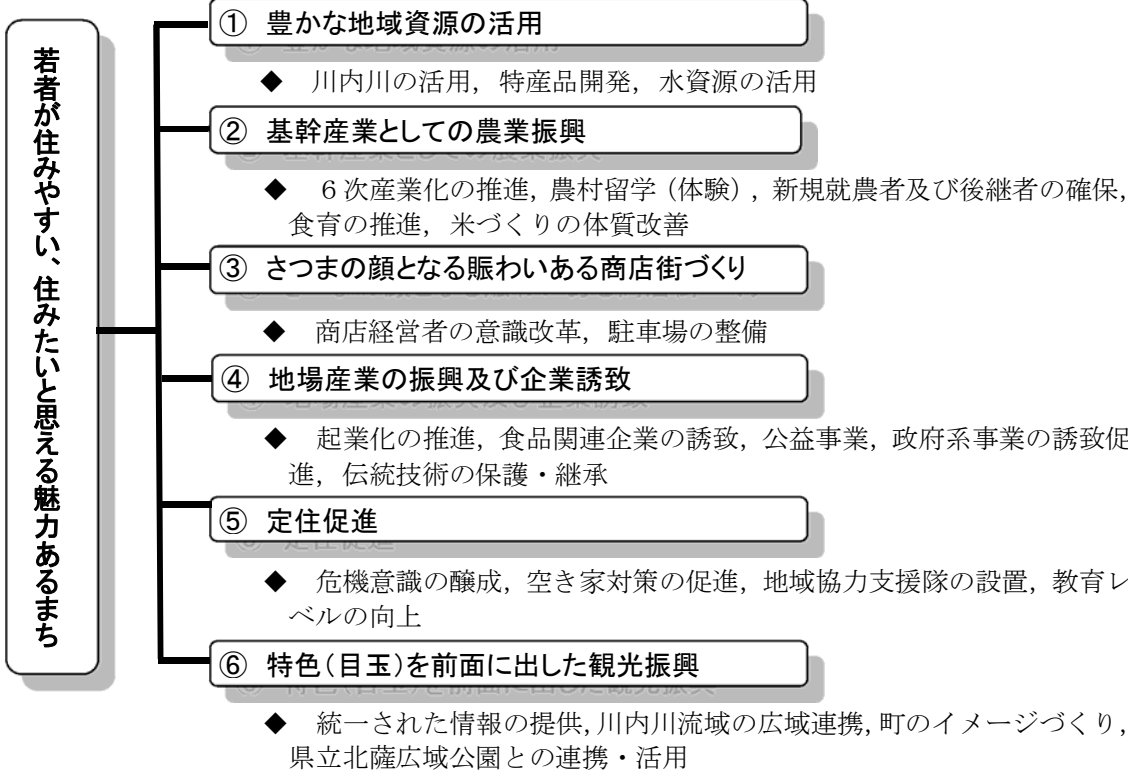 若者が住みやすい、住みたいと思える魅力あるまち
① 豊かな地域資源の活用
◆ 川内川の活用，特産品開発，水資源の活用
② 基幹産業としての農業振興
◆ ６次産業化の推進，農村留学（体験），新規就農者及び後継者の確保，
食育の推進，米づくりの体質改善
③ さつまの顔となる賑わいある商店街づくり
◆ 商店経営者の意識改革，駐車場の整備
④ 地場産業の振興及び企業誘致
◆ 起業化の推進，食品関連企業の誘致，公益事業，政府系事業の誘致促
進，伝統技術の保護・継承
⑤ 定住促進
◆ 危機意識の醸成，空き家対策の促進，地域協力支援隊の設置，教育レ
ベルの向上
⑥ 特色（目玉）を前面に出した観光振興
◆ 統一された情報の提供，川内川流域の広域連携，町のイメージづくり，
県立北薩広域公園との連携・活用